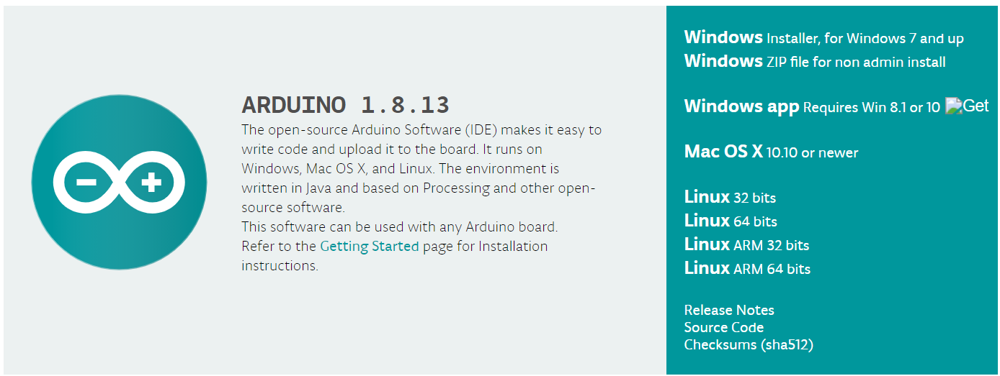 ARDUINO 1.8.13
The open-source Arduino Software (IDE) makes it easy to
write code and upload it to the board. It runs on
Windows, Mac OS X, and Linux. The environment is
written in Java and based on Processing and other open-
source software.
This software can be used with any Arduino board.
Refer to the Getting Started page for Installation
instructions.
Windows Installer, for Windows 7 and up
Windows ZIP file for non admin install
Windows app Requires Win 8.1 or 10 Get
Mac OS X 10.10 or newer
Linux 32 bits
Linux 64 bits
Linux ARM 32 bits
Linux ARM 64 bits
Release Notes
Source Code
Checksums (sha512)